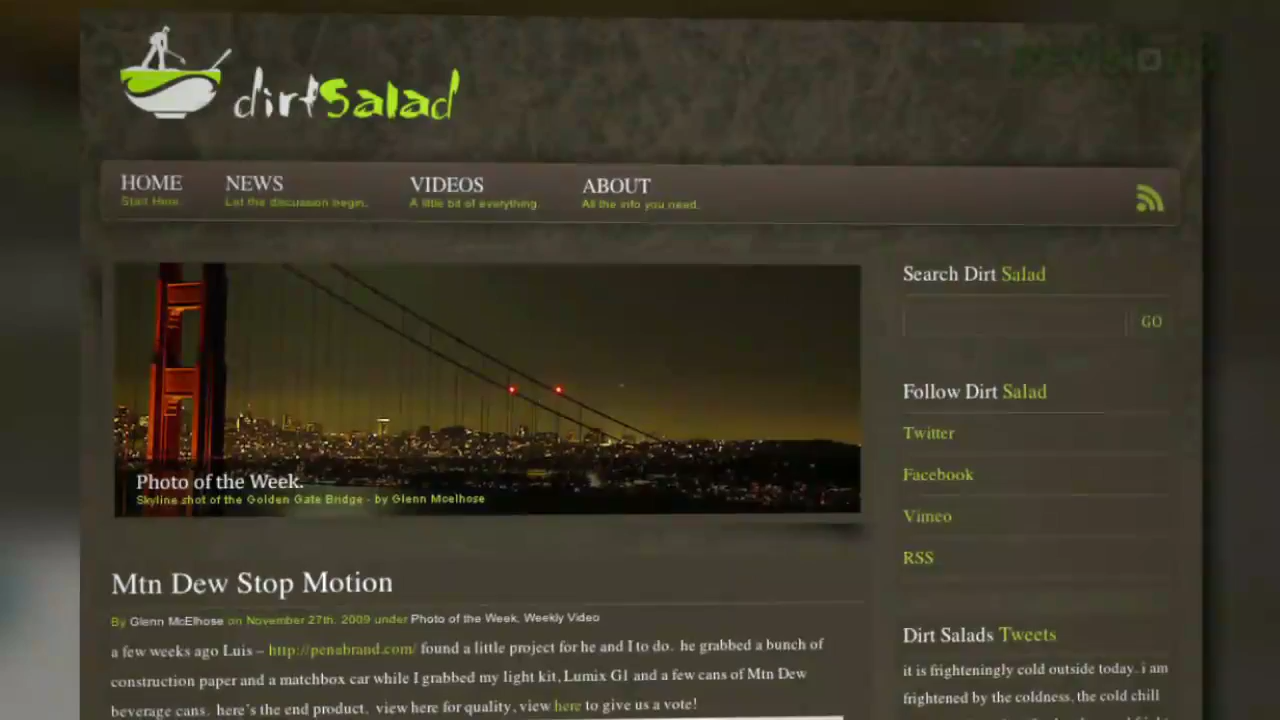 dirtSalad
HOME
Start Here.
NEWS
Let the discussion begin.
VIDEOS
A little bit of everything.
ABOUT
All the info you need.
Search Dirt Salad
GO
Photo of the Week.
Skyline shot of the Golden Gate Bridge - by Glenn Mcelhose
Follow Dirt Salad
Twitter
Facebook
Vimeo
RSS
Mtn Dew Stop Motion
By Glenn McElhose on November 27th, 2009 under Photo of the Week, Weekly Video
a few weeks ago Luis – http://pensbrand.com/ found a little project for he and I to do. he grabbed a bunch of
construction paper and a matchbox car while I grabbed my light kit, Lumix G1 and a few cans of Mtn Dew
beverage cans. here's the end product. view here for quality, view here to give us a vote!
Dirt Salads Tweets
it is frighteningly cold outside today. i am
frightened by the coldness, the cold chill